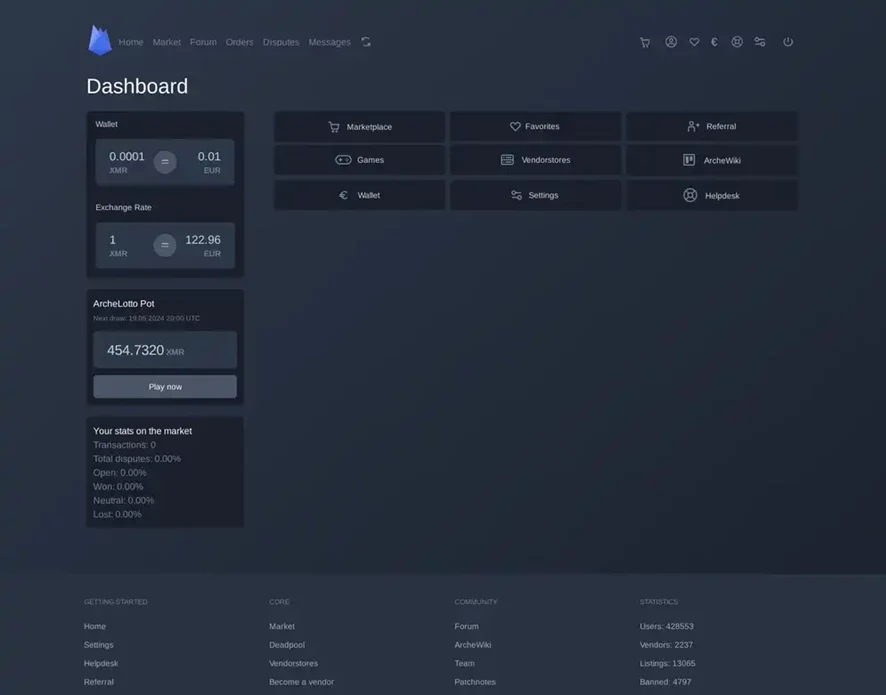 Home Market Forum Orders Disputes Messages €
Dashboard
Wallet
0.0001 = 0.01
XMR EUR
Exchange Rate
1 = 122.96
XMR EUR
Marketplace Favorites Referral
Games Vendorstores ArcheWiki
€ Wallet Settings Helpdesk
ArcheLotto Pot
Next draw: 19.05.2024 20:00 UTC
454.7320 XMR
Play now
Your stats on the market
Transactions: 0
Total disputes: 0.00%
Open: 0.00%
Won: 0.00%
Neutral: 0.00%
Lost: 0.00%
GETTING STARTED CORE COMMUNITY STATISTICS
Home Market Forum Users: 428553
Settings Deadpool ArcheWiki Vendors: 2237
Helpdesk Vendorstores Team Listings: 13065
Referral Become a vendor Patchnotes Banned: 4797